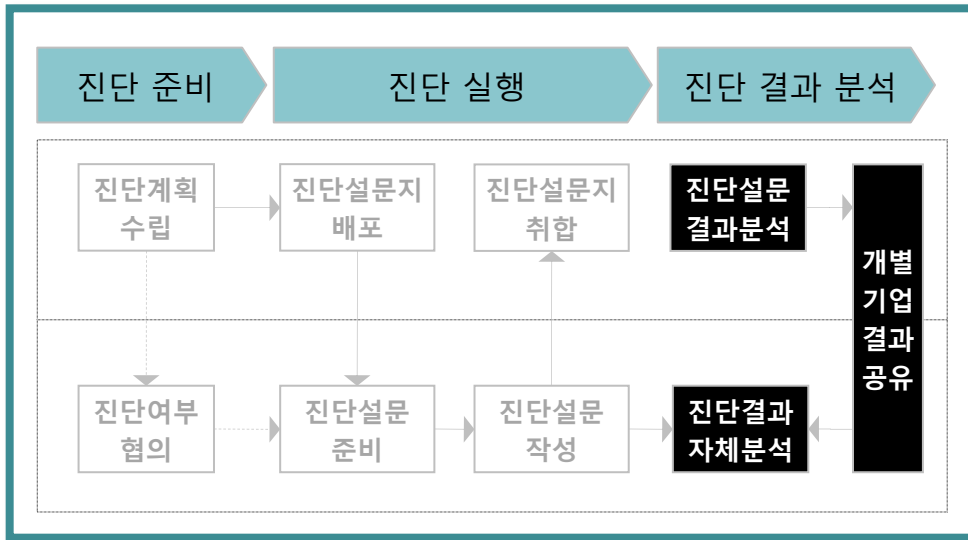 진단 준비
진단 실행
진단 결과 분석
진단계획
수립
진단설문지
배포
진단설문지
취합
진단설문
결과분석
개별
기업
결과
공유
진단여부
협의
진단설문
준비
진단설문
작성
진단결과
자체분석